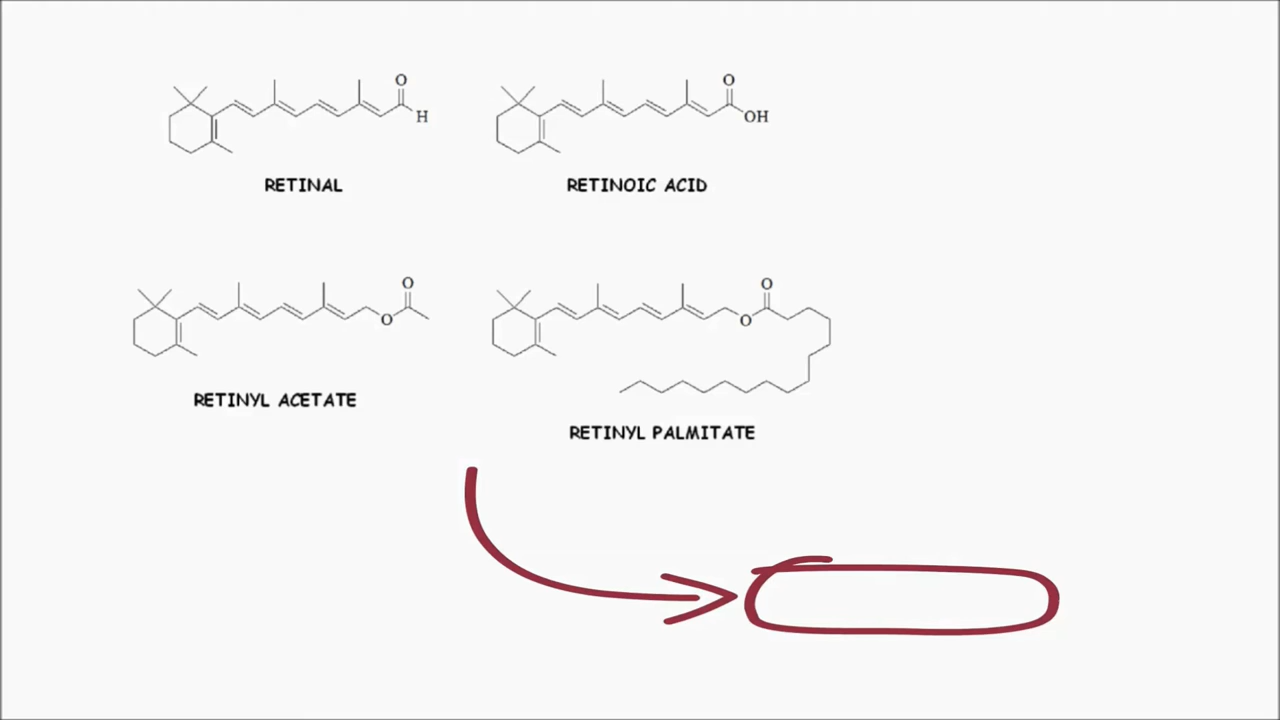 O
H
RETINAL
O
OH
RETINOIC ACID
O
O
RETINYL ACETATE
O
O
RETINYL PALMITATE